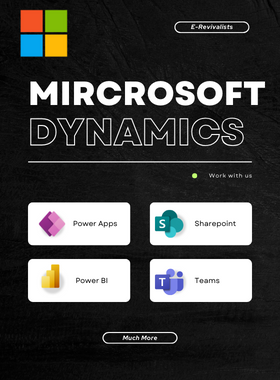 E-Revivalists
MIRCROSOFT
DYNAMICS
Work with us
Power Apps
Sharepoint
S
Power BI
Teams
T
Much More